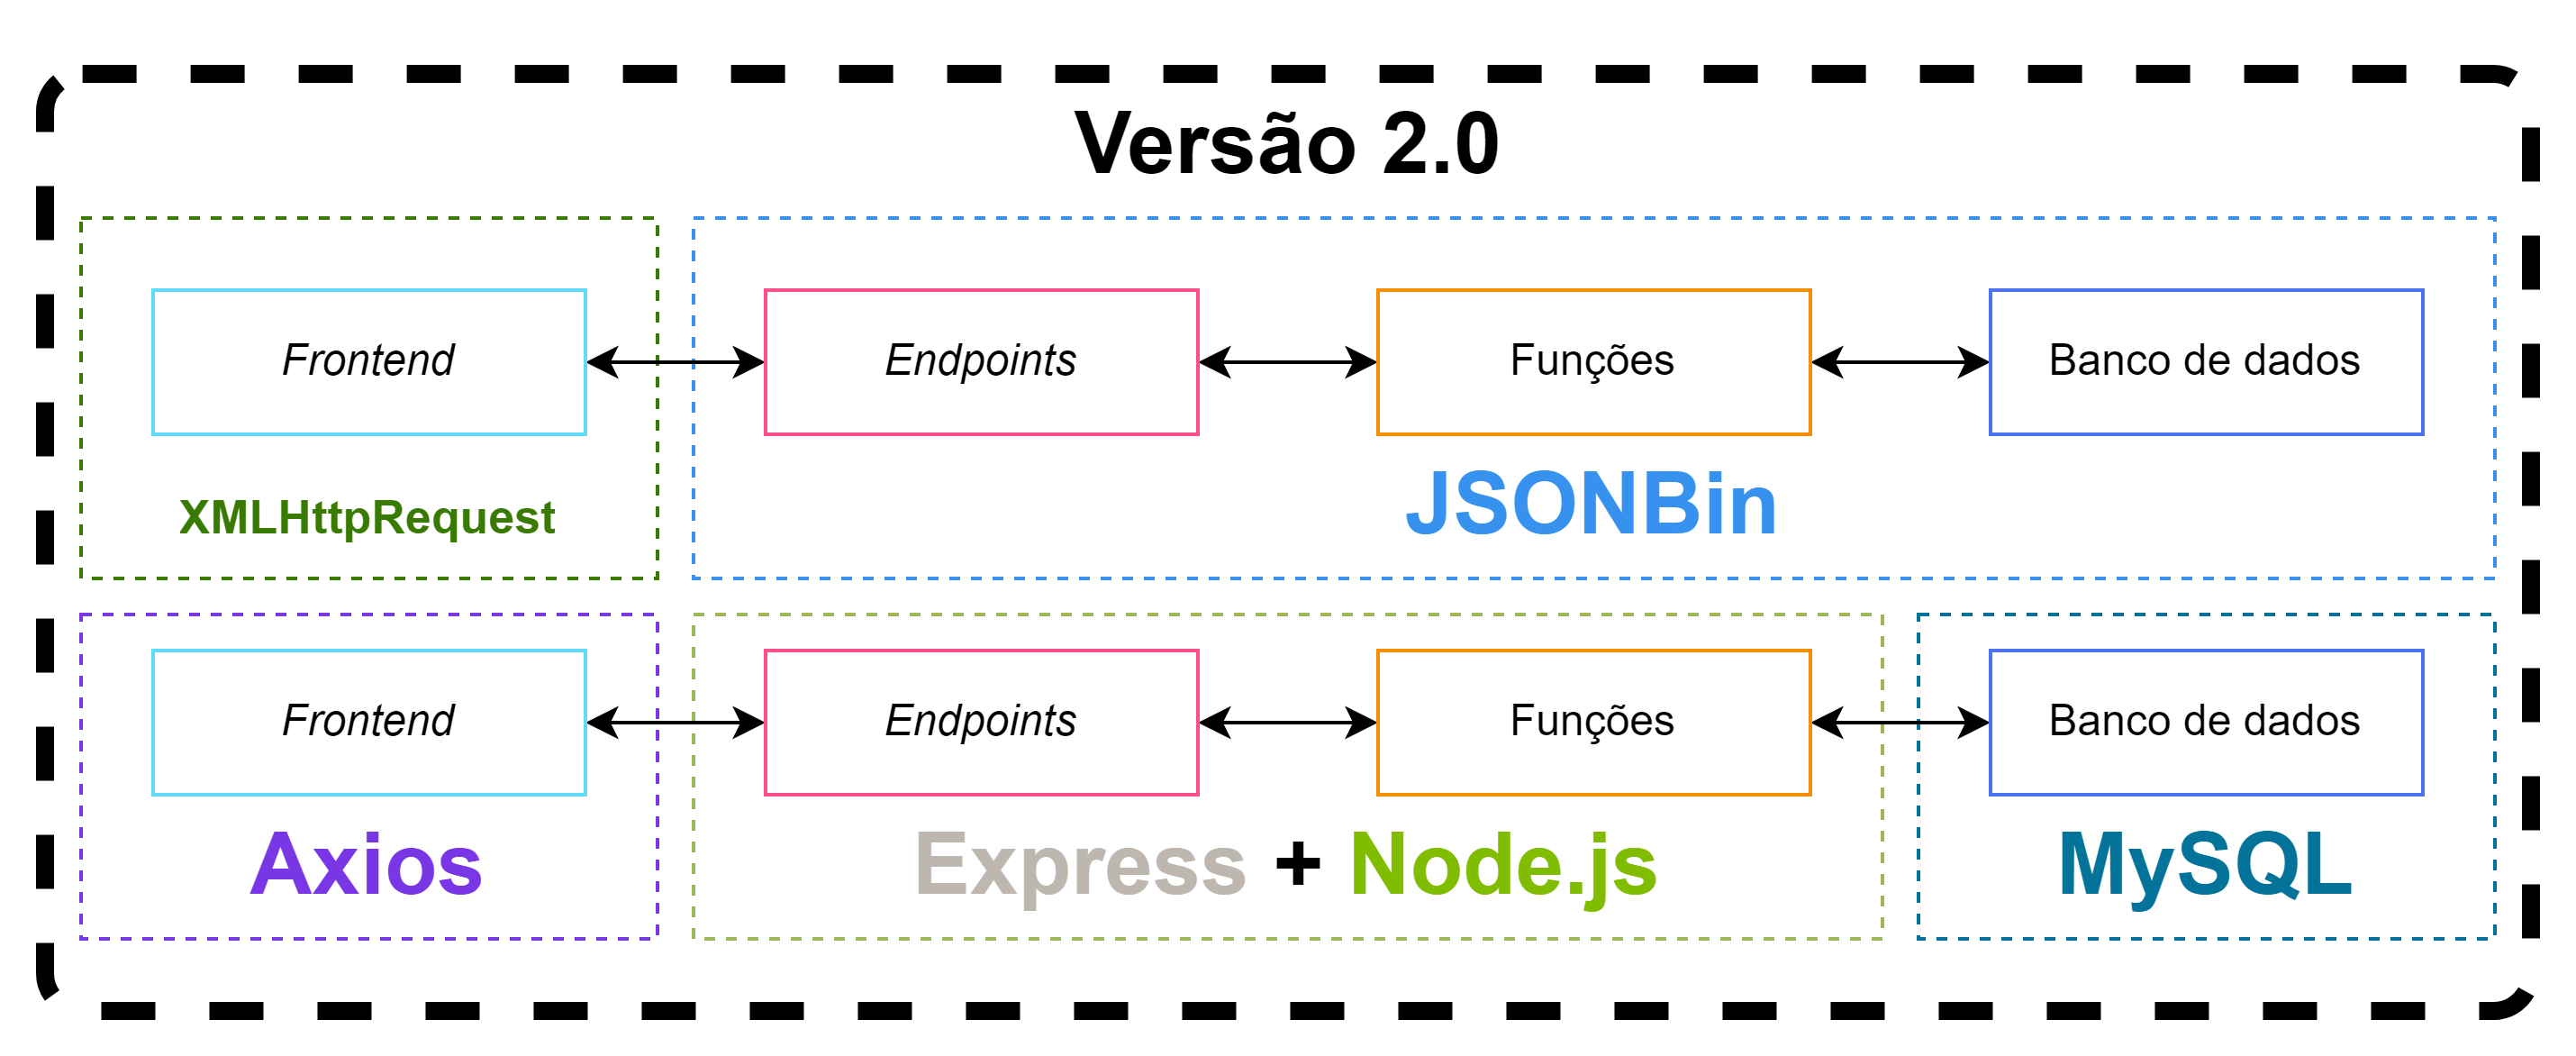 Versão 2.0
Frontend
Endpoints
Funções
Banco de dados
XMLHttpRequest
JSONBin
Frontend
Endpoints
Funções
Banco de dados
Axios
Express + Node.js
MySQL